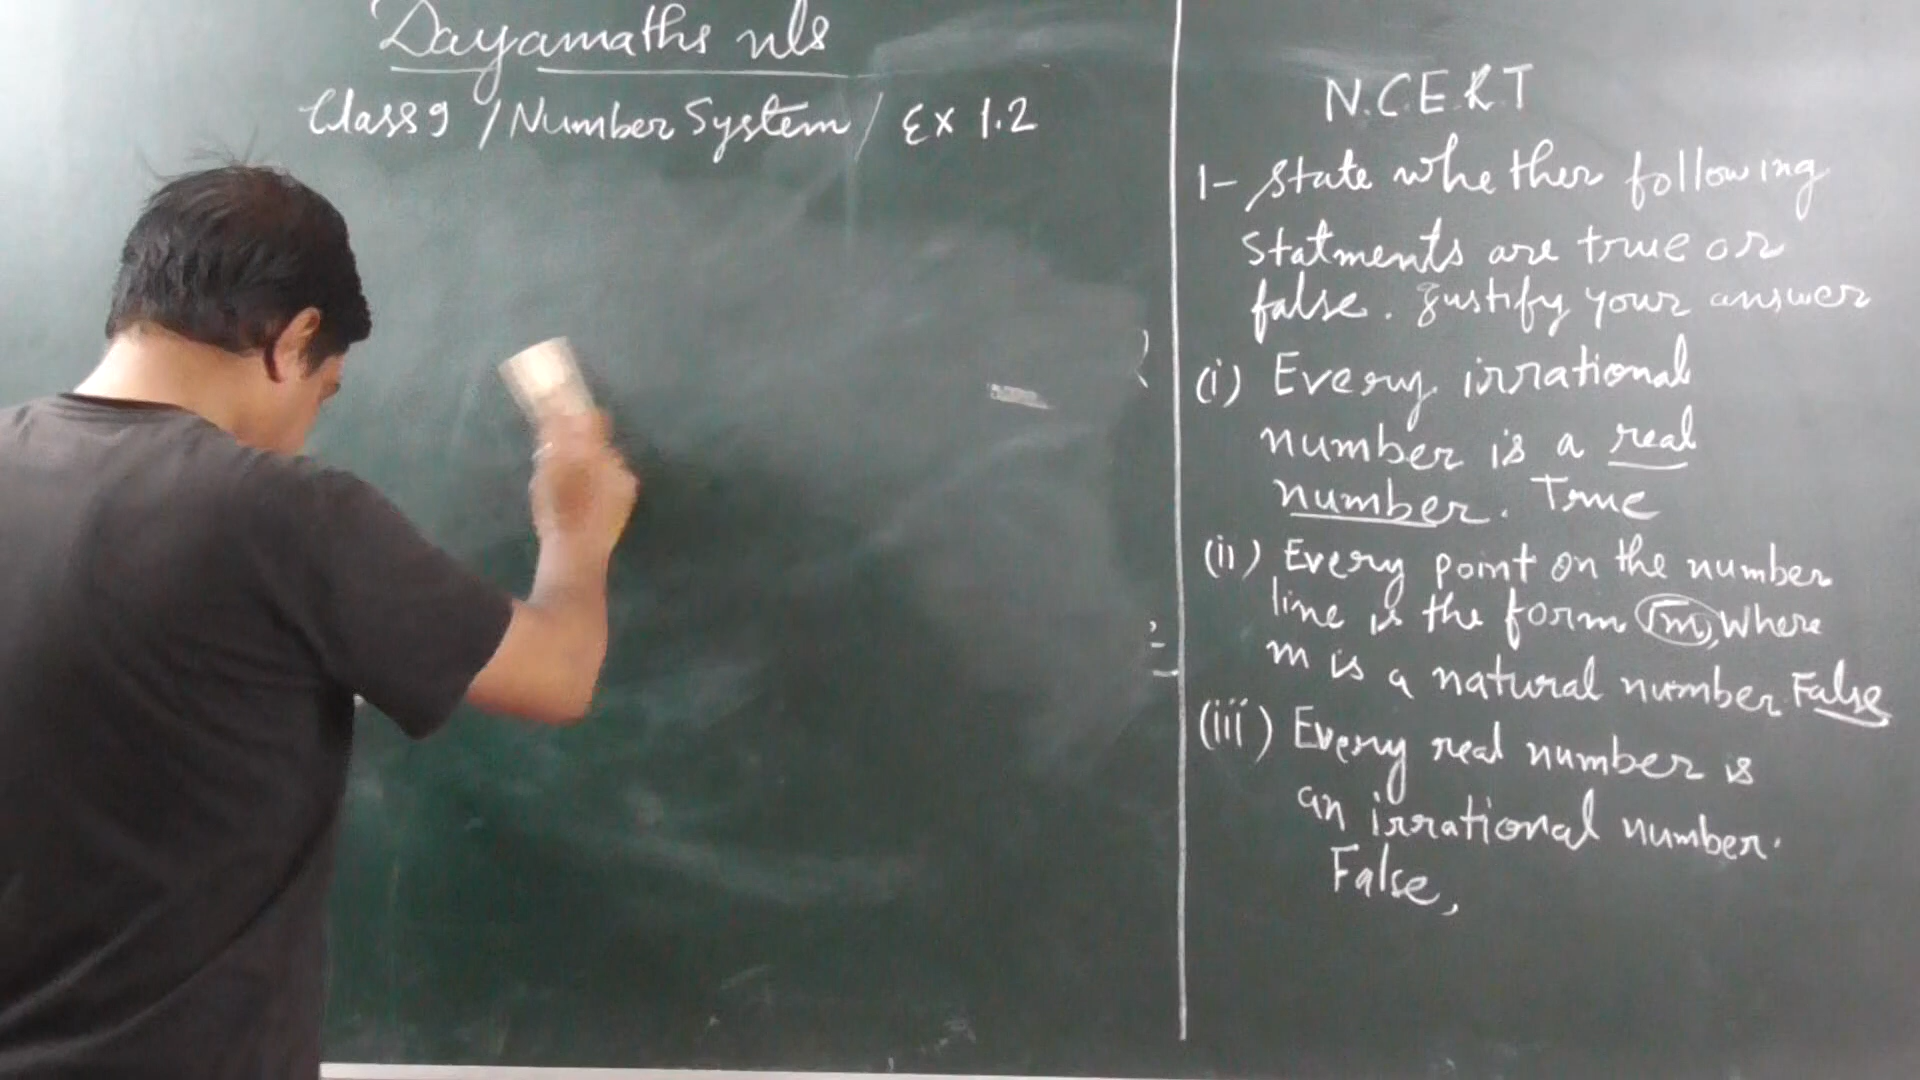 Dayamaths nls
Class 9 / Number System / Ex 1.2
N.C.E.R.T
1- State whether following
Statments are true or
false. Justify your answer
(i) Every irrational
number is a real
number. True
(ii) Every point on the number
line is the form √m, Where
m is a natural number False
(iii) Every real number is
an irrational number.
False,